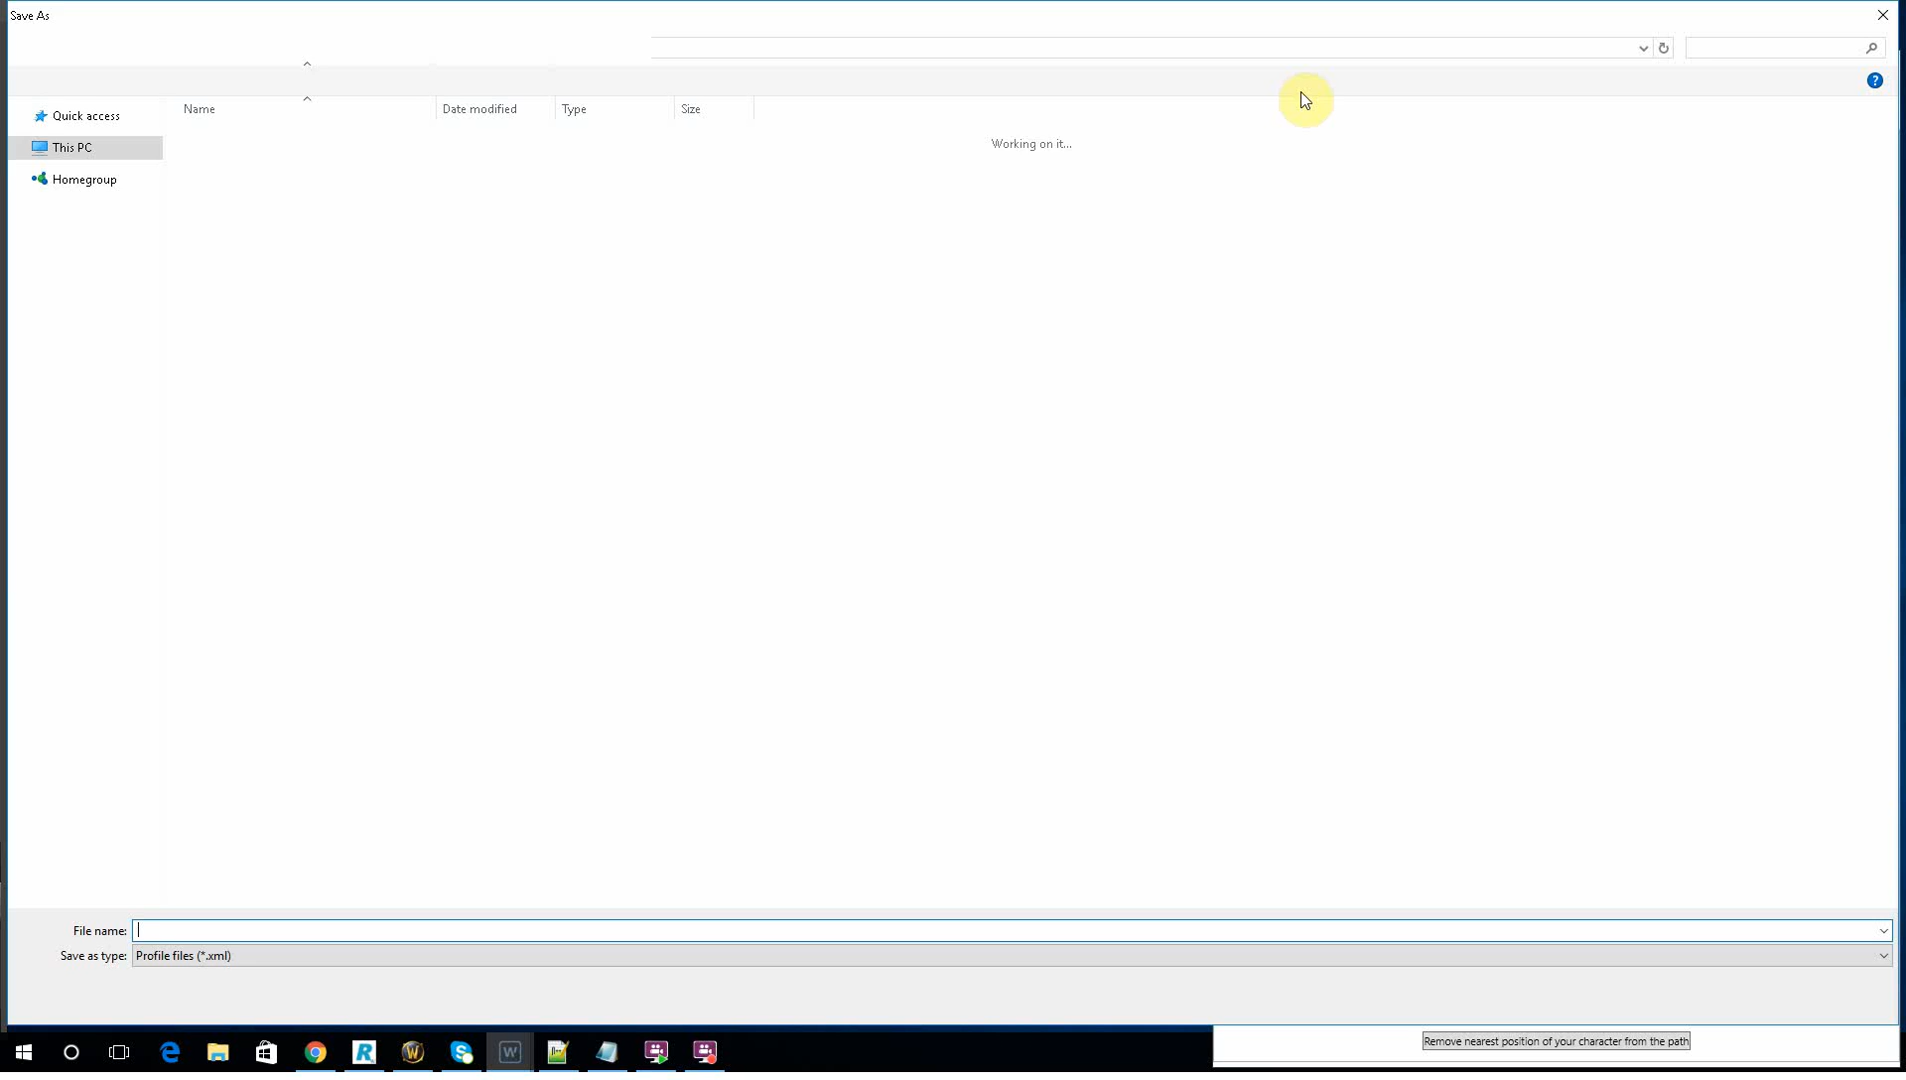 Save As
Name
Date modified
Type
Size
Quick access
This PC
Homegroup
Working on it...
File name:
Save as type: Profile files (*.xml)
Remove nearest position of your character from the path